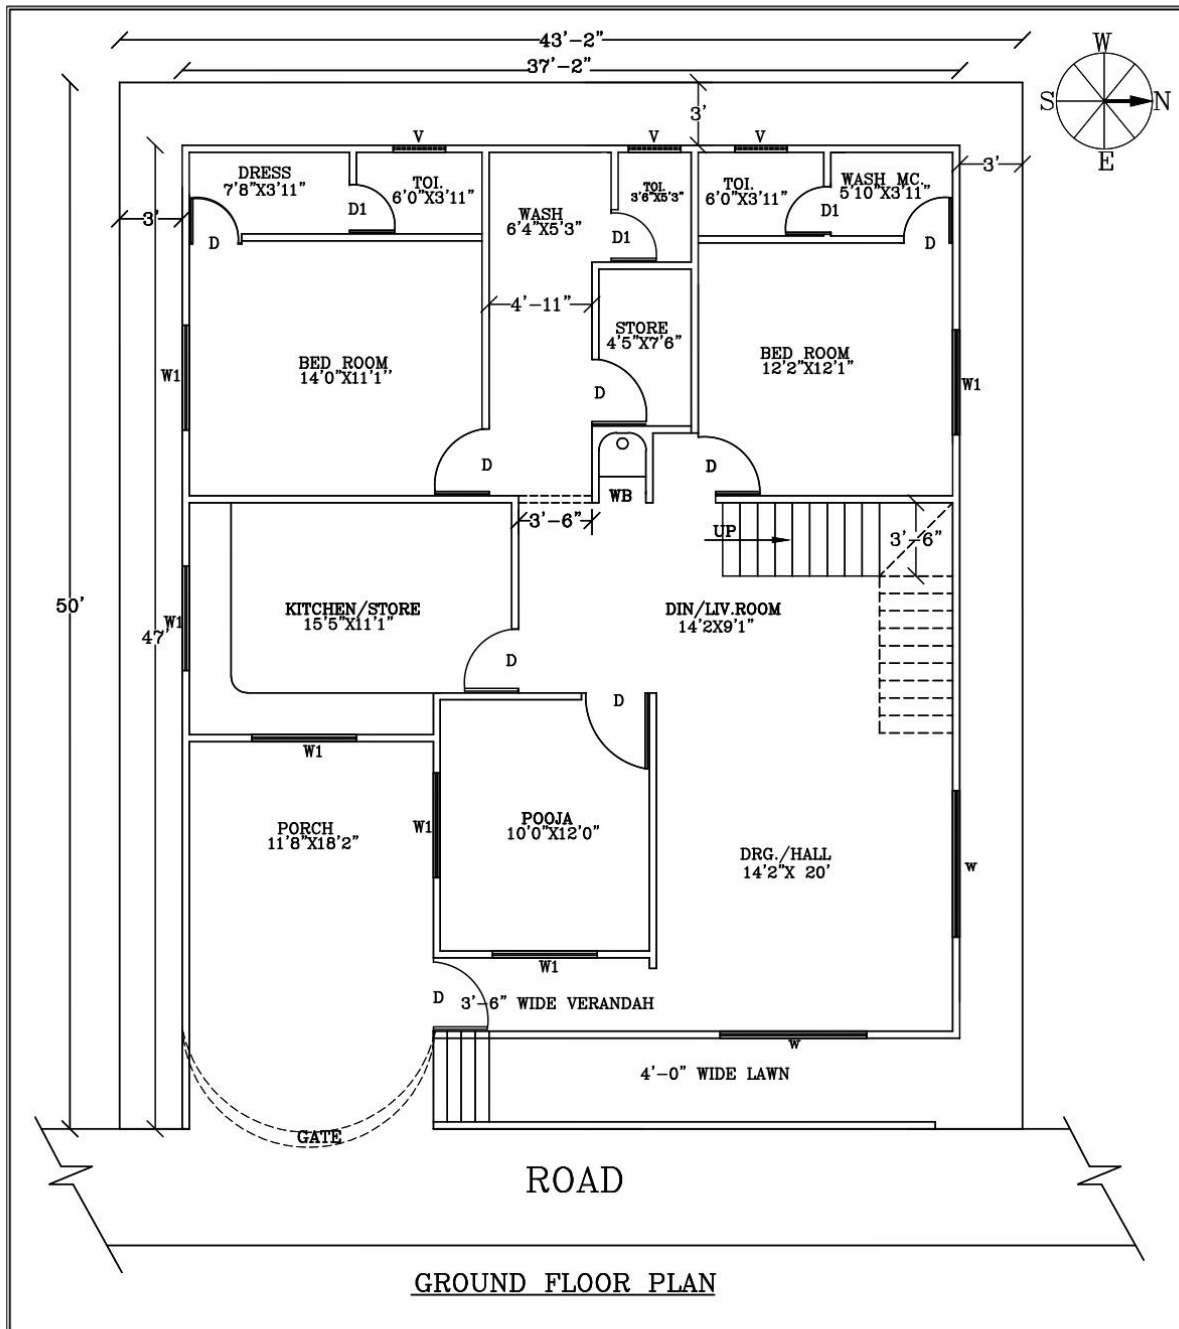 43'-2"
37'-2"
W
S N
E
3'
3'
3'
V
V
V
DRESS
7'8"X3'11"
TOI.
6'0"X3'11"
D1
D
WASH
6'4"X5'3"
TOI.
3'6"X5'3"
D1
TOI.
6'0"X3'11"
D1
WASH MC.
5'10"X3'11"
D
4'-11"
STORE
4'5"X7'6"
D
BED ROOM
14'0"X11'1"
W1
D
BED ROOM
12'2"X12'1"
W1
D
WB
3'-6"
UP
3'-6"
50'
47'
KITCHEN/STORE
15'5"X11'1"
W1
D
DIN/LIV.ROOM
14'2X9'1"
D
W1
PORCH
11'8"X18'2"
W1
POOJA
10'0"X12'0"
DRG./HALL
14'2"X 20'
W
W1
D
3'-6" WIDE VERANDAH
W
4'-0" WIDE LAWN
GATE
ROAD
GROUND FLOOR PLAN